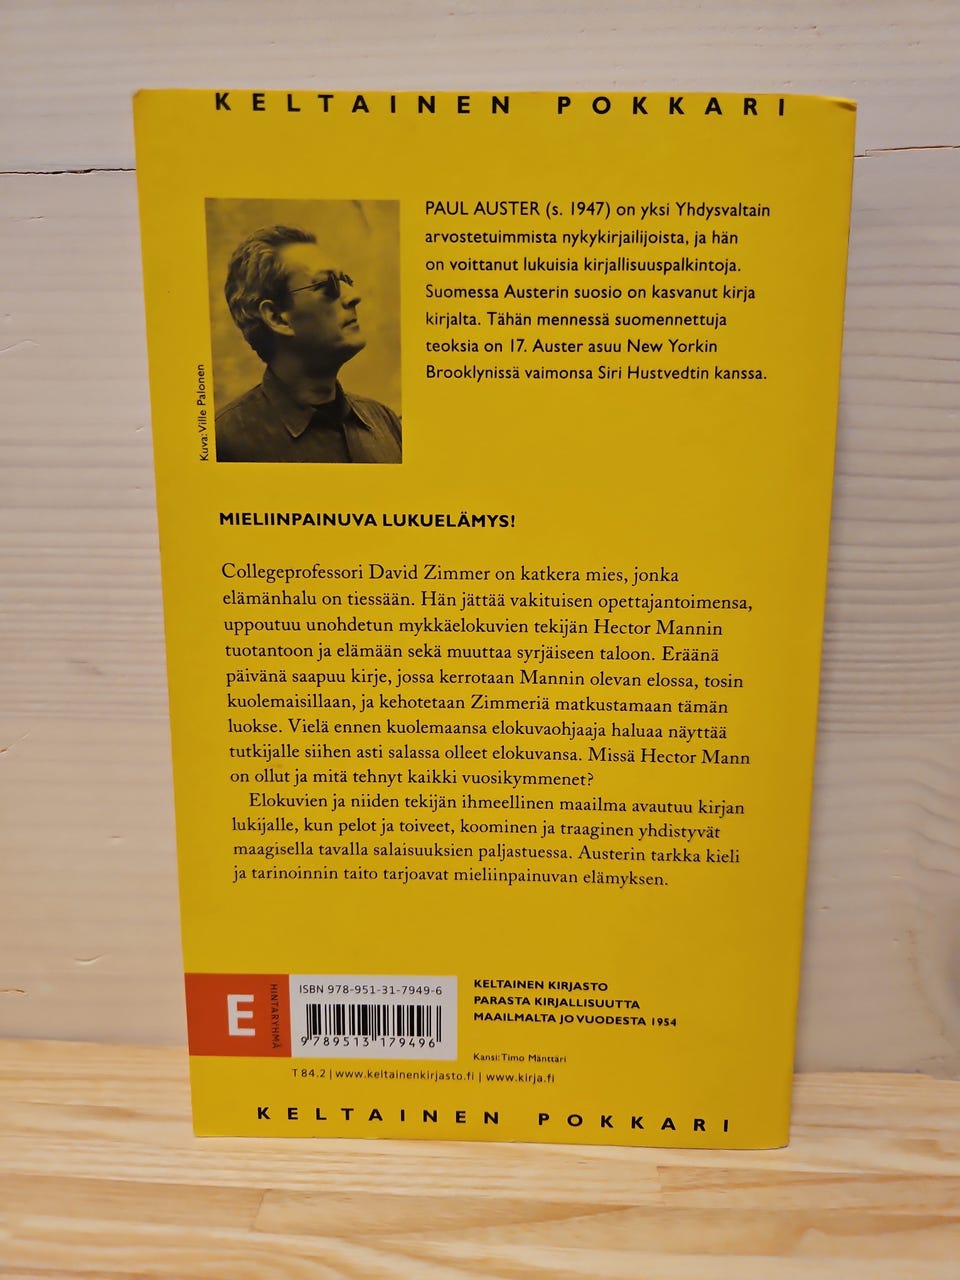 KELTAINEN POKKARI
PAUL AUSTER (s. 1947) on yksi Yhdysvaltain
arvostetuimmista nykykirjailijoista, ja hän
on voittanut lukuisia kirjallisuuspalkintoja.
Suomessa Austerin suosio on kasvanut kirja
kirjalta. Tähän mennessä suomennettuja
teoksia on 17. Auster asuu New Yorkin
Brooklynissä vaimonsa Siri Hustvedtin kanssa.
Kuva: Ville Palonen
MIELIINPAINUVA LUKUELÄMYS!
Collegeprofessori David Zimmer on katkera mies, jonka
elämänhalu on tiessään. Hän jättää vakituisen opettajantoimensa,
uppoutuu unohdetun mykkäelokuvien tekijän Hector Mannin
tuotantoon ja elämään sekä muuttaa syrjäiseen taloon. Eräänä
päivänä saapuu kirje, jossa kerrotaan Mannin olevan elossa, tosin
kuolemaisillaan, ja kehotetaan Zimmeriä matkustamaan tämän
luokse. Vielä ennen kuolemaansa elokuvaohjaaja haluaa näyttää
tutkijalle siihen asti salassa olleet elokuvansa. Missä Hector Mann
on ollut ja mitä tehnyt kaikki vuosikymmenet?
Elokuvien ja niiden tekijän ihmeellinen maailma avautuu kirjan
lukijalle, kun pelot ja toiveet, koominen ja traaginen yhdistyvät
maagisella tavalla salaisuuksien paljastuessa. Austerin tarkka kieli
ja tarinoinnin taito tarjoavat mieliinpainuvan elämyksen.
E
HINTARYHMÄ
ISBN 978-951-31-7949-6
9 789513 179496
KELTAINEN KIRJASTO
PARASTA KIRJALLISUUTTA
MAAILMALTA JO VUODESTA 1954
Kansi: Timo Mänttäri
T 84.2 | www.keltainenkirjasto.fi | www.kirja.fi
KELTAINEN POKKARI